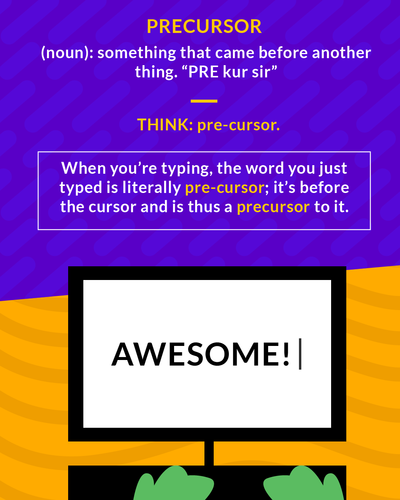 PRECURSOR
(noun): something that came before another
thing. “PRE kur sir”
THINK: pre-cursor.
When you’re typing, the word you just
typed is literally pre-cursor; it’s before
the cursor and is thus a precursor to it.
AWESOME!|